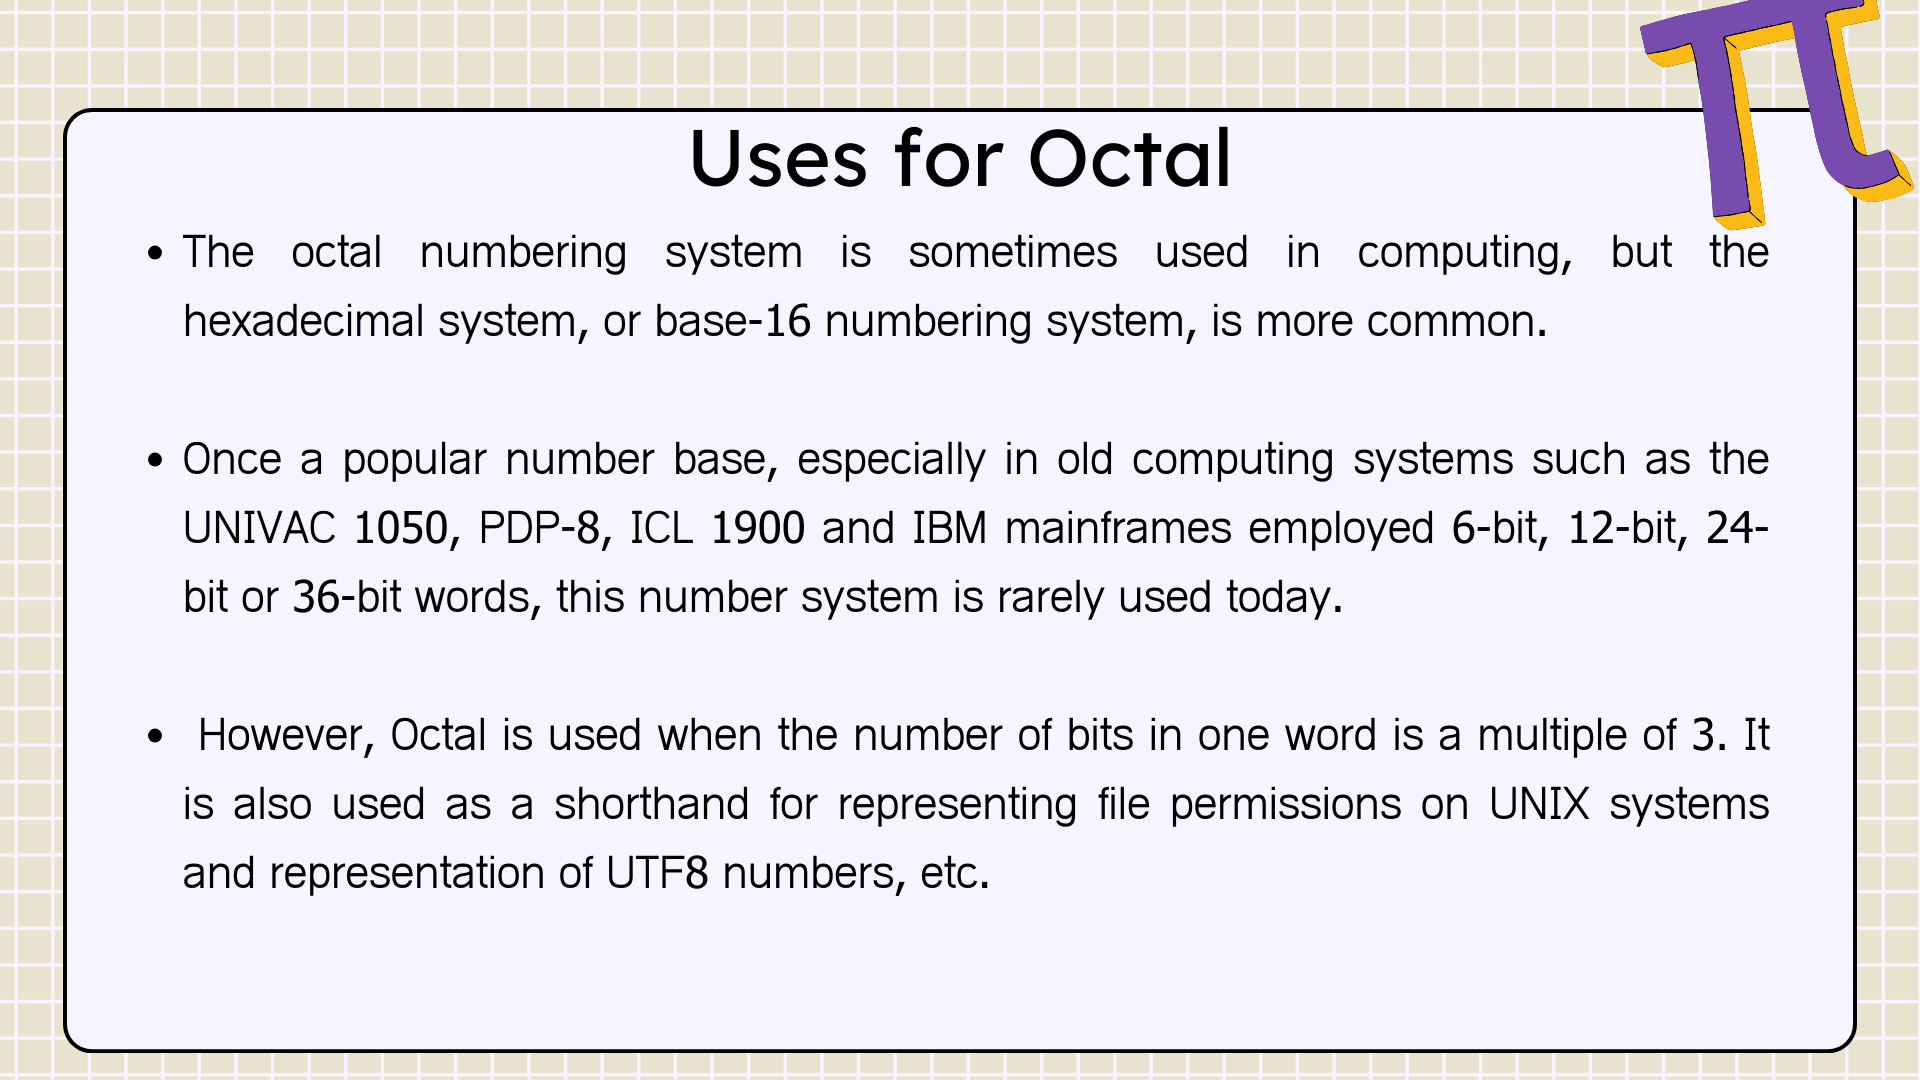 Uses for Octal
• The octal numbering system is sometimes used in computing, but the
hexadecimal system, or base-16 numbering system, is more common.
• Once a popular number base, especially in old computing systems such as the
UNIVAC 1050, PDP-8, ICL 1900 and IBM mainframes employed 6-bit, 12-bit, 24-
bit or 36-bit words, this number system is rarely used today.
• However, Octal is used when the number of bits in one word is a multiple of 3. It
is also used as a shorthand for representing file permissions on UNIX systems
and representation of UTF8 numbers, etc.